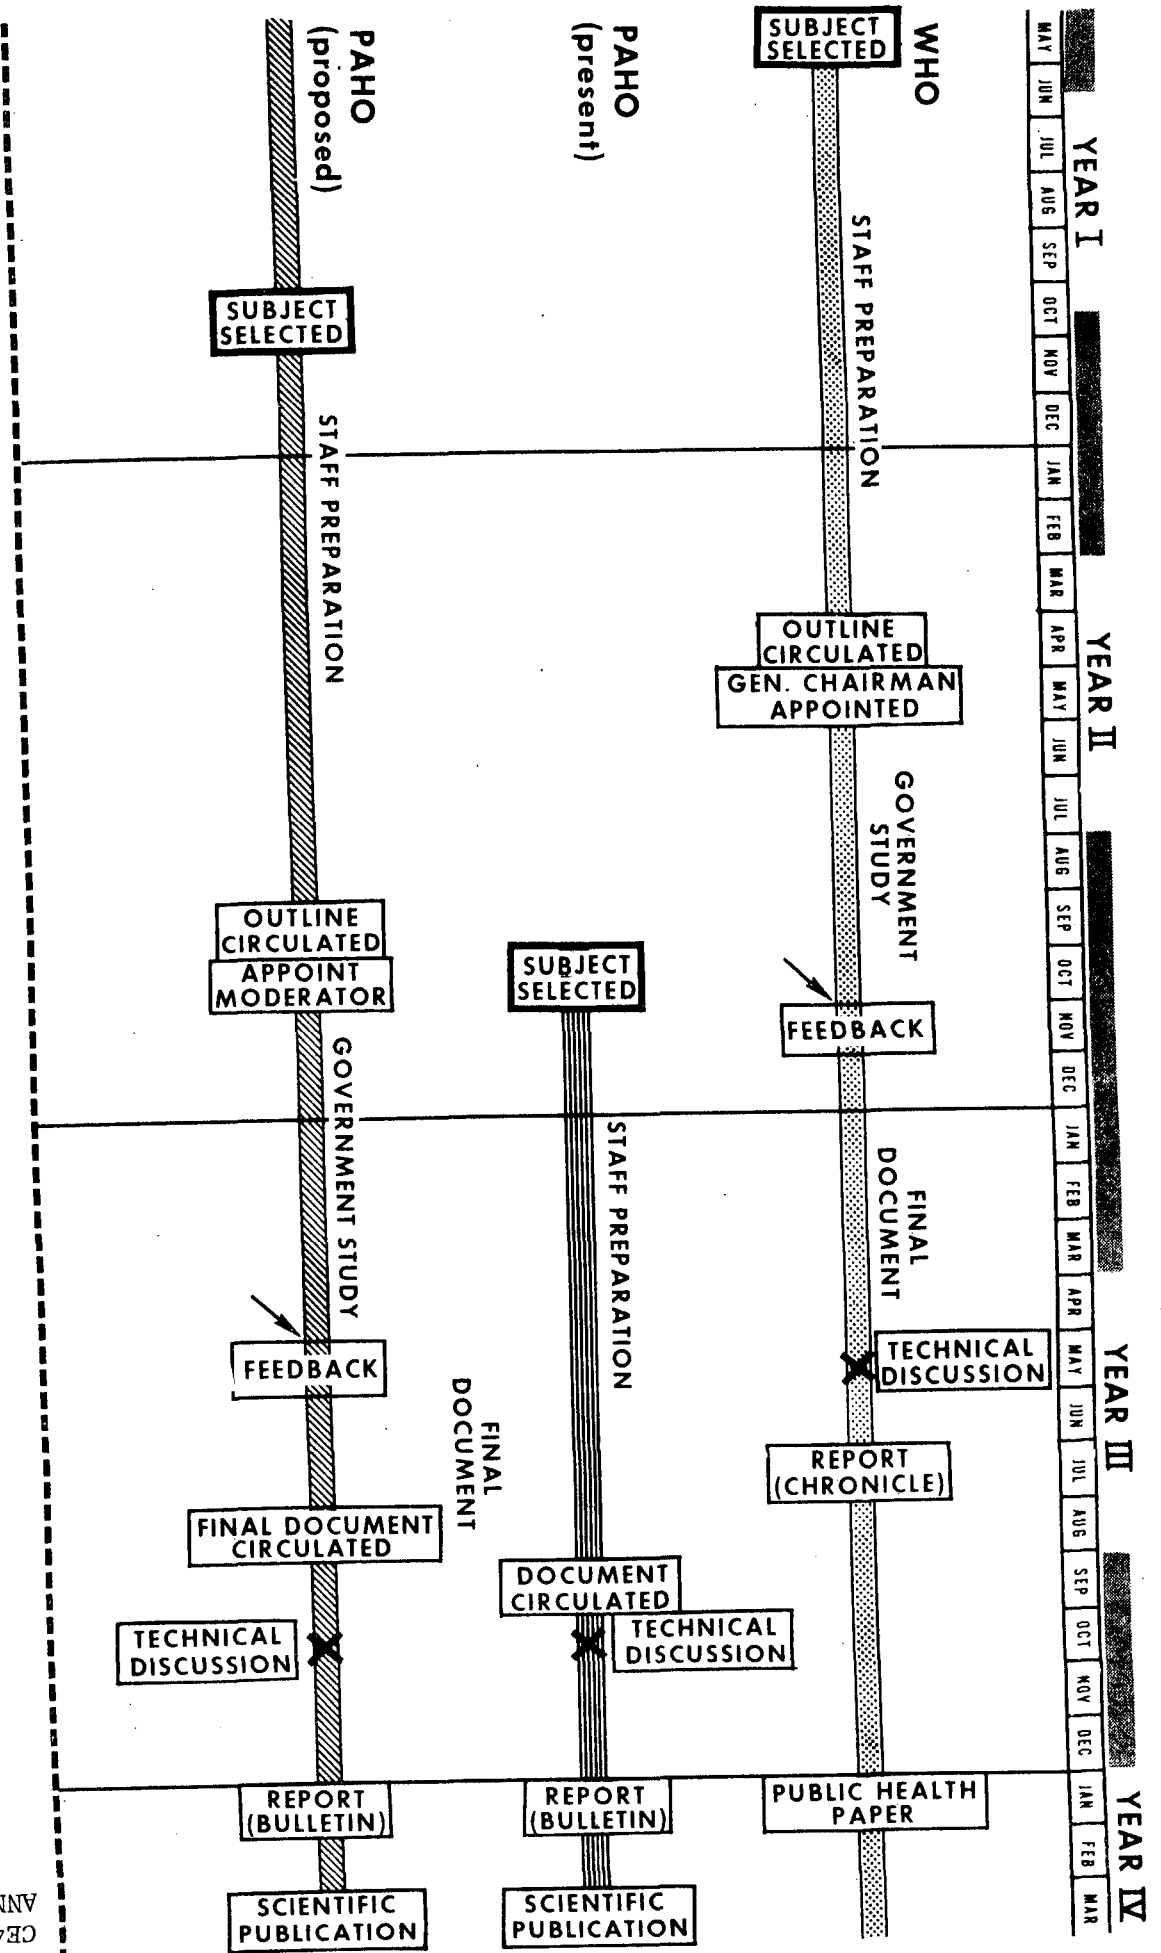 YEAR I
YEAR II
YEAR III
YEAR IV
MAY
JUN
JUL
AUG
SEP
OCT
NOV
DEC
JAN
FEB
MAR
APR
MAY
JUN
JUL
AUG
SEP
OCT
NOV
DEC
JAN
FEB
MAR
APR
MAY
JUN
JUL
AUG
SEP
OCT
NOV
DEC
JAN
FEB
MAR
WHO
SUBJECT
SELECTED
STAFF PREPARATION
OUTLINE
CIRCULATED
GEN. CHAIRMAN
APPOINTED
GOVERNMENT
STUDY
FEEDBACK
FINAL
DOCUMENT
TECHNICAL
DISCUSSION
REPORT
(CHRONICLE)
PUBLIC HEALTH
PAPER
PAHO
(present)
SUBJECT
SELECTED
STAFF PREPARATION
DOCUMENT
CIRCULATED
TECHNICAL
DISCUSSION
REPORT
(BULLETIN)
SCIENTIFIC
PUBLICATION
PAHO
(proposed)
SUBJECT
SELECTED
STAFF PREPARATION
OUTLINE
CIRCULATED
APPOINT
MODERATOR
GOVERNMENT STUDY
FEEDBACK
FINAL
DOCUMENT
FINAL DOCUMENT
CIRCULATED
TECHNICAL
DISCUSSION
REPORT
(BULLETIN)
SCIENTIFIC
PUBLICATION